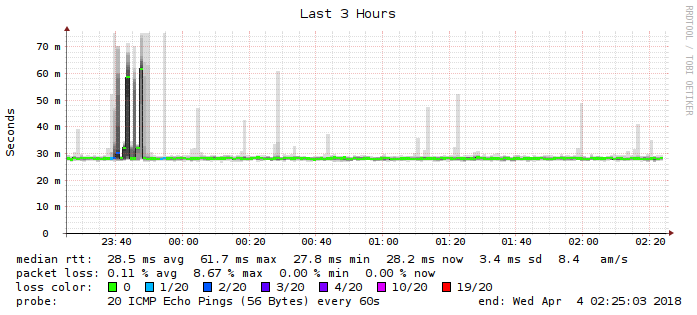 Last 3 Hours
RRDTOOL / TOBI OETIKER
Seconds
70 m
60 m
50 m
40 m
30 m
20 m
10 m
0
23:40 00:00 00:20 00:40 01:00 01:20 01:40 02:00 02:20
median rtt: 28.5 ms avg 61.7 ms max 27.8 ms min 28.2 ms now 3.4 ms sd 8.4 am/s
packet loss: 0.11 % avg 8.67 % max 0.00 % min 0.00 % now
loss color: 0 1/20 2/20 3/20 4/20 10/20 19/20
probe: 20 ICMP Echo Pings (56 Bytes) every 60s end: Wed Apr 4 02:25:03 2018